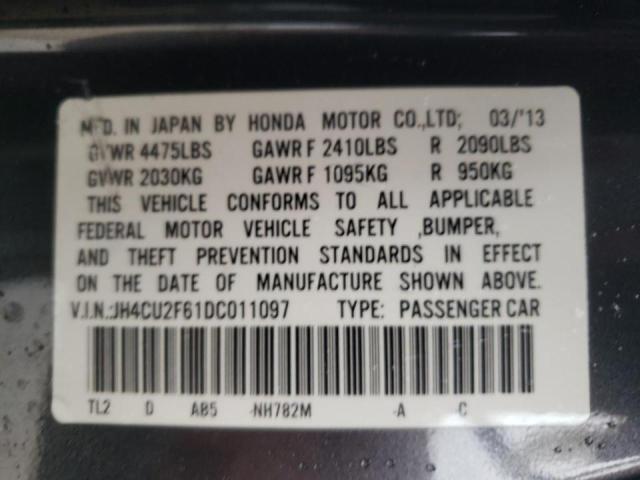 MFD. IN JAPAN BY HONDA MOTOR CO.,LTD; 03/'13
GVWR 4475LBS GAWR F 2410LBS R 2090LBS
GVWR 2030KG GAWR F 1095KG R 950KG
THIS VEHICLE CONFORMS TO ALL APPLICABLE
FEDERAL MOTOR VEHICLE SAFETY ,BUMPER,
AND THEFT PREVENTION STANDARDS IN EFFECT
ON THE DATE OF MANUFACTURE SHOWN ABOVE.
V.I.N.:JH4CU2F61DC011097 TYPE: PASSENGER CAR
TL2 D AB5 -NH782M -A C